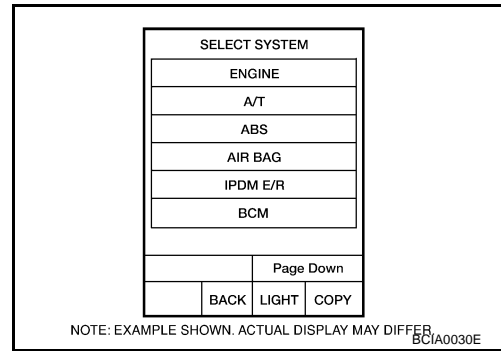 SELECT SYSTEM
ENGINE
A/T
ABS
AIR BAG
IPDM E/R
BCM
Page Down
BACK LIGHT COPY
NOTE: EXAMPLE SHOWN. ACTUAL DISPLAY MAY DIFFER.
BCIA0030E